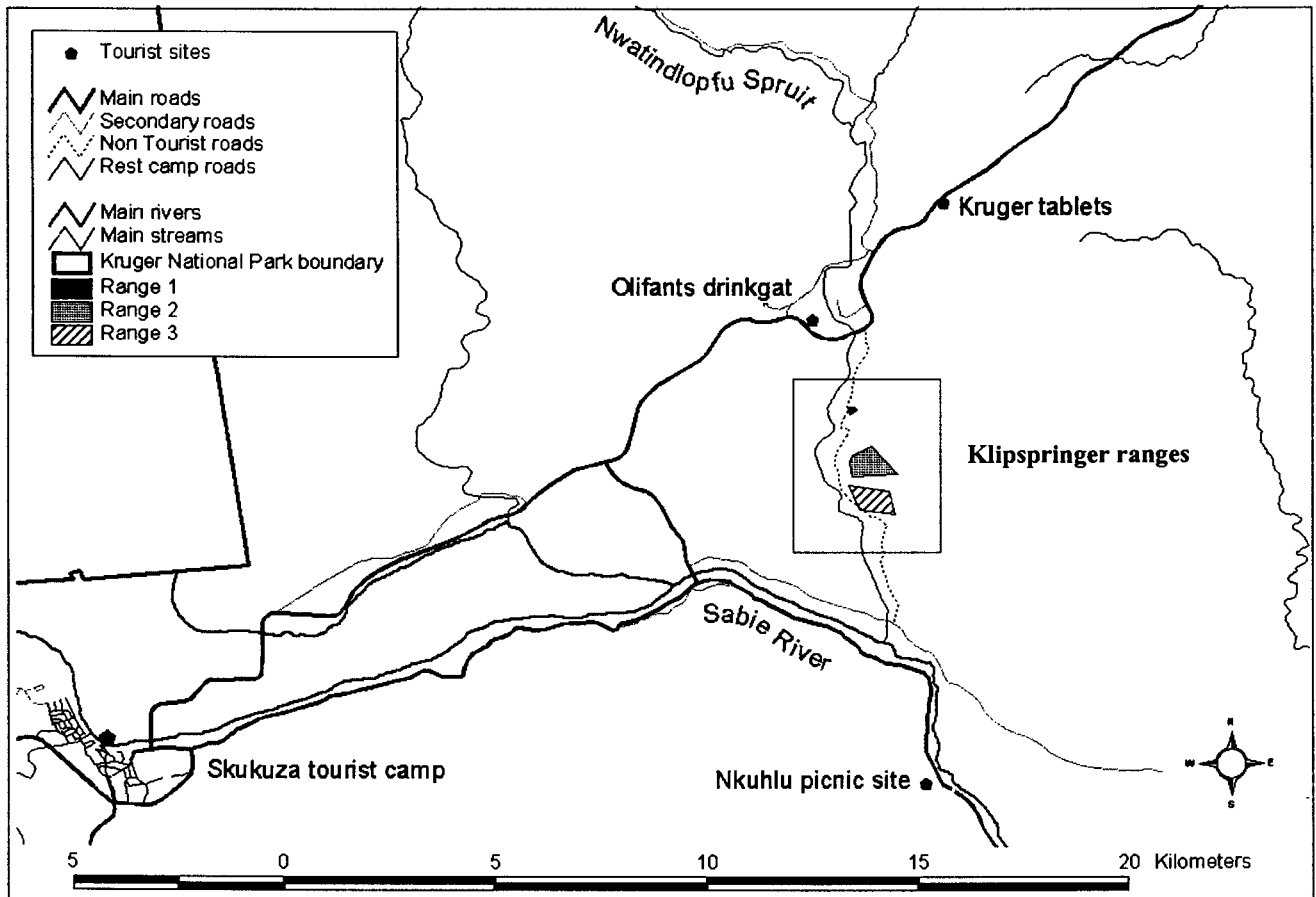 Tourist sites
Main roads
Secondary roads
Non Tourist roads
Rest camp roads
Main rivers
Main streams
Kruger National Park boundary
Range 1
Range 2
Range 3
Nwatindlopfu Spruit
Kruger tablets
Olifants drinkgat
Klipspringer ranges
Sabie River
Skukuza tourist camp
Nkuhlu picnic site
N
W E
S
5 0 5 10 15 20 Kilometers